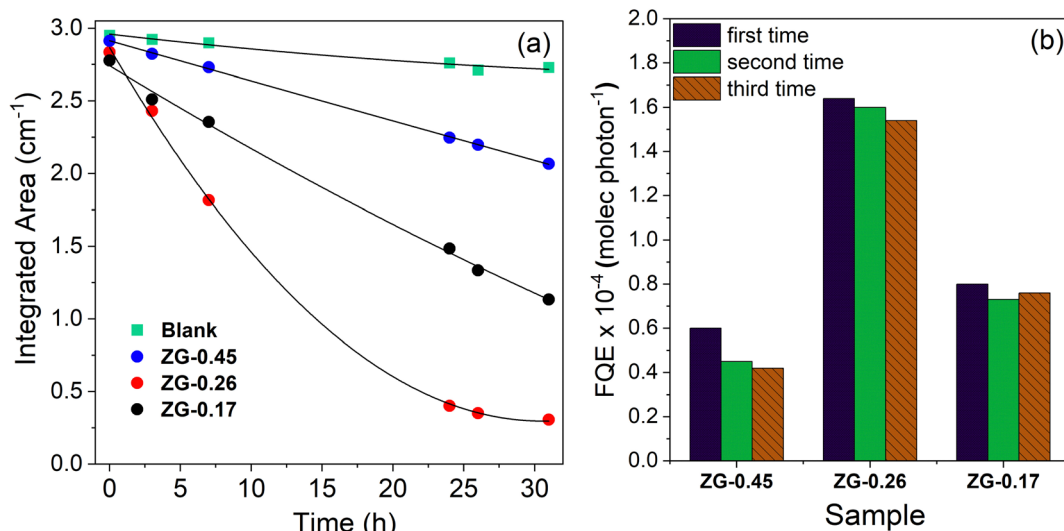 (a)
Integrated Area (cm⁻¹)
3.0
2.5
2.0
1.5
1.0
0.5
0.0
Blank
ZG-0.45
ZG-0.26
ZG-0.17
0 5 10 15 20 25 30
Time (h)
(b)
FQE x 10⁻⁴ (molec photon⁻¹)
2.0
1.8
1.6
1.4
1.2
1.0
0.8
0.6
0.4
0.2
0.0
first time
second time
third time
ZG-0.45 ZG-0.26 ZG-0.17
Sample